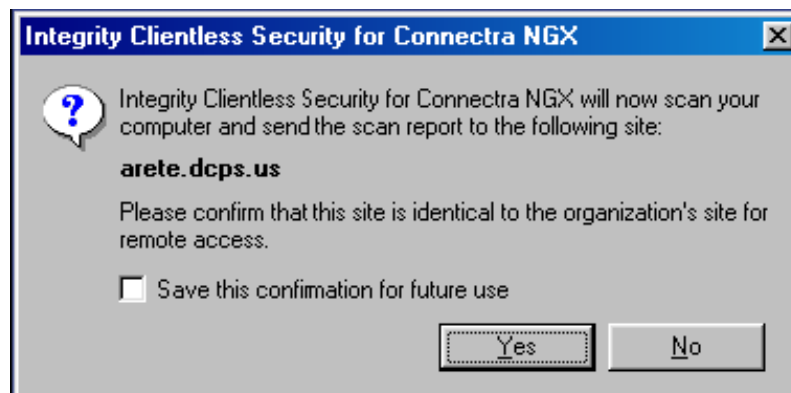 Integrity Clientless Security for Connectra NGX
Integrity Clientless Security for Connectra NGX will now scan your
computer and send the scan report to the following site:
arete.dcps.us
Please confirm that this site is identical to the organization's site for
remote access.
Save this confirmation for future use
Yes No